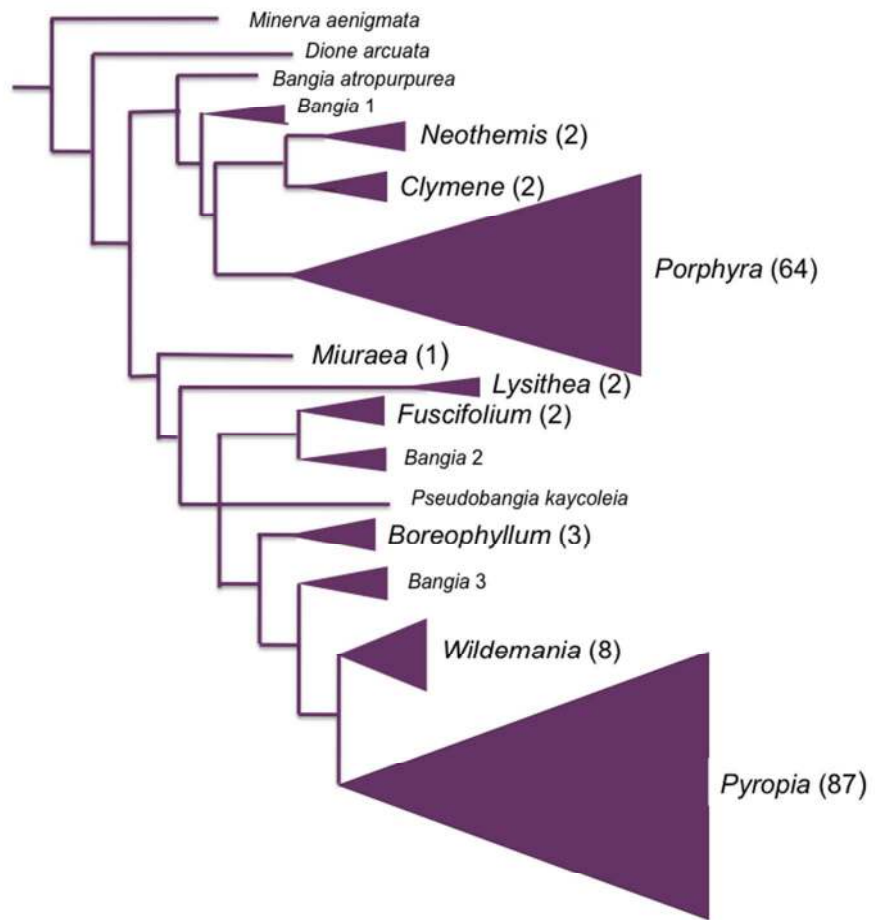 Minerva aenigmata
Dione arcuata
Bangia atropurpurea
Bangia 1
Neothemis (2)
Clymene (2)
Porphyra (64)
Miuraea (1)
Lysithea (2)
Fuscifolium (2)
Bangia 2
Pseudobangia kaycoleia
Boreophyllum (3)
Bangia 3
Wildemania (8)
Pyropia (87)